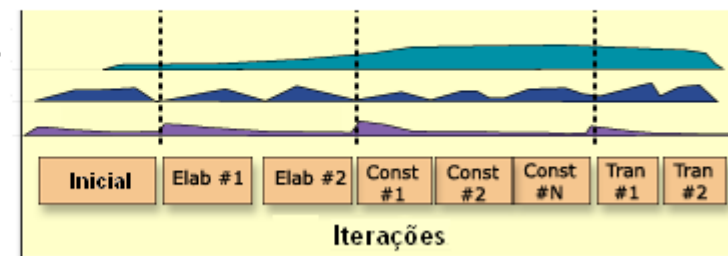 Inicial
Elab #1
Elab #2
Const
#1
Const
#2
Const
#N
Tran
#1
Tran
#2
Iterações